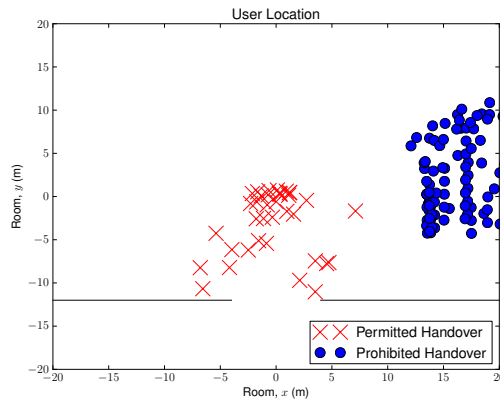 User Location
20
15
10
5
0
−5
−10
−15
−20
Room, y (m)
−20 −15 −10 −5 0 5 10 15 20
Room, x (m)
Permitted Handover
Prohibited Handover